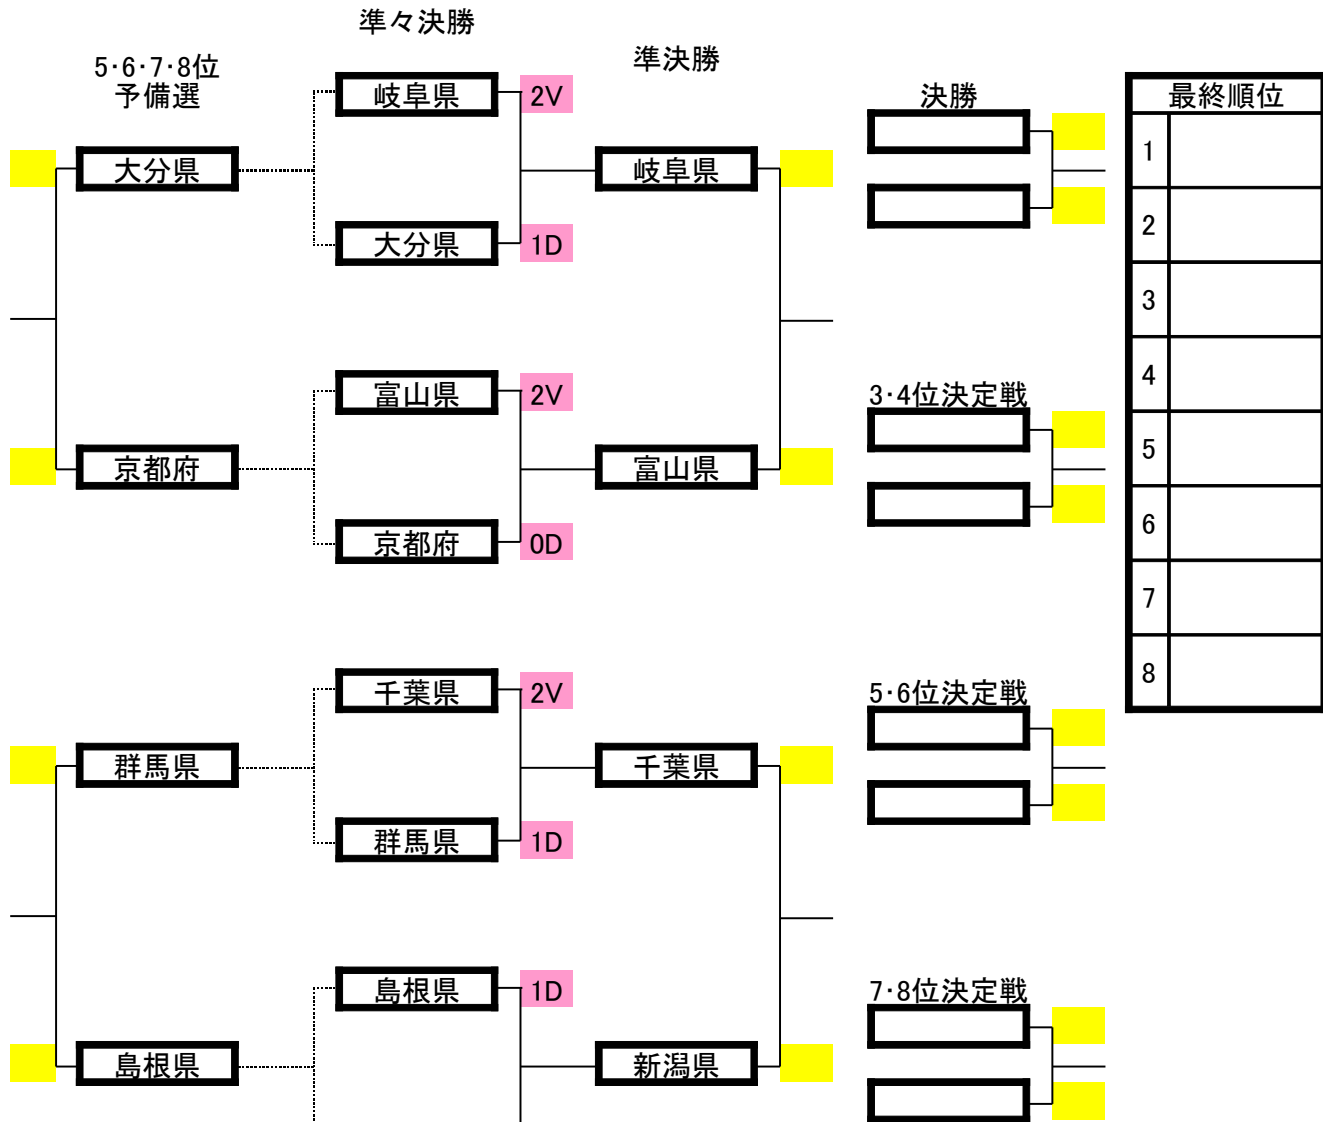 準々決勝
準決勝
5・6・7・8位
予備選
岐阜県
2V
決勝
最終順位
大分県
岐阜県
1
2
大分県
1D
3
富山県
2V
3・4位決定戦
4
京都府
富山県
5
京都府
0D
6
7
千葉県
2V
5・6位決定戦
8
群馬県
千葉県
群馬県
1D
島根県
1D
7・8位決定戦
島根県
新潟県